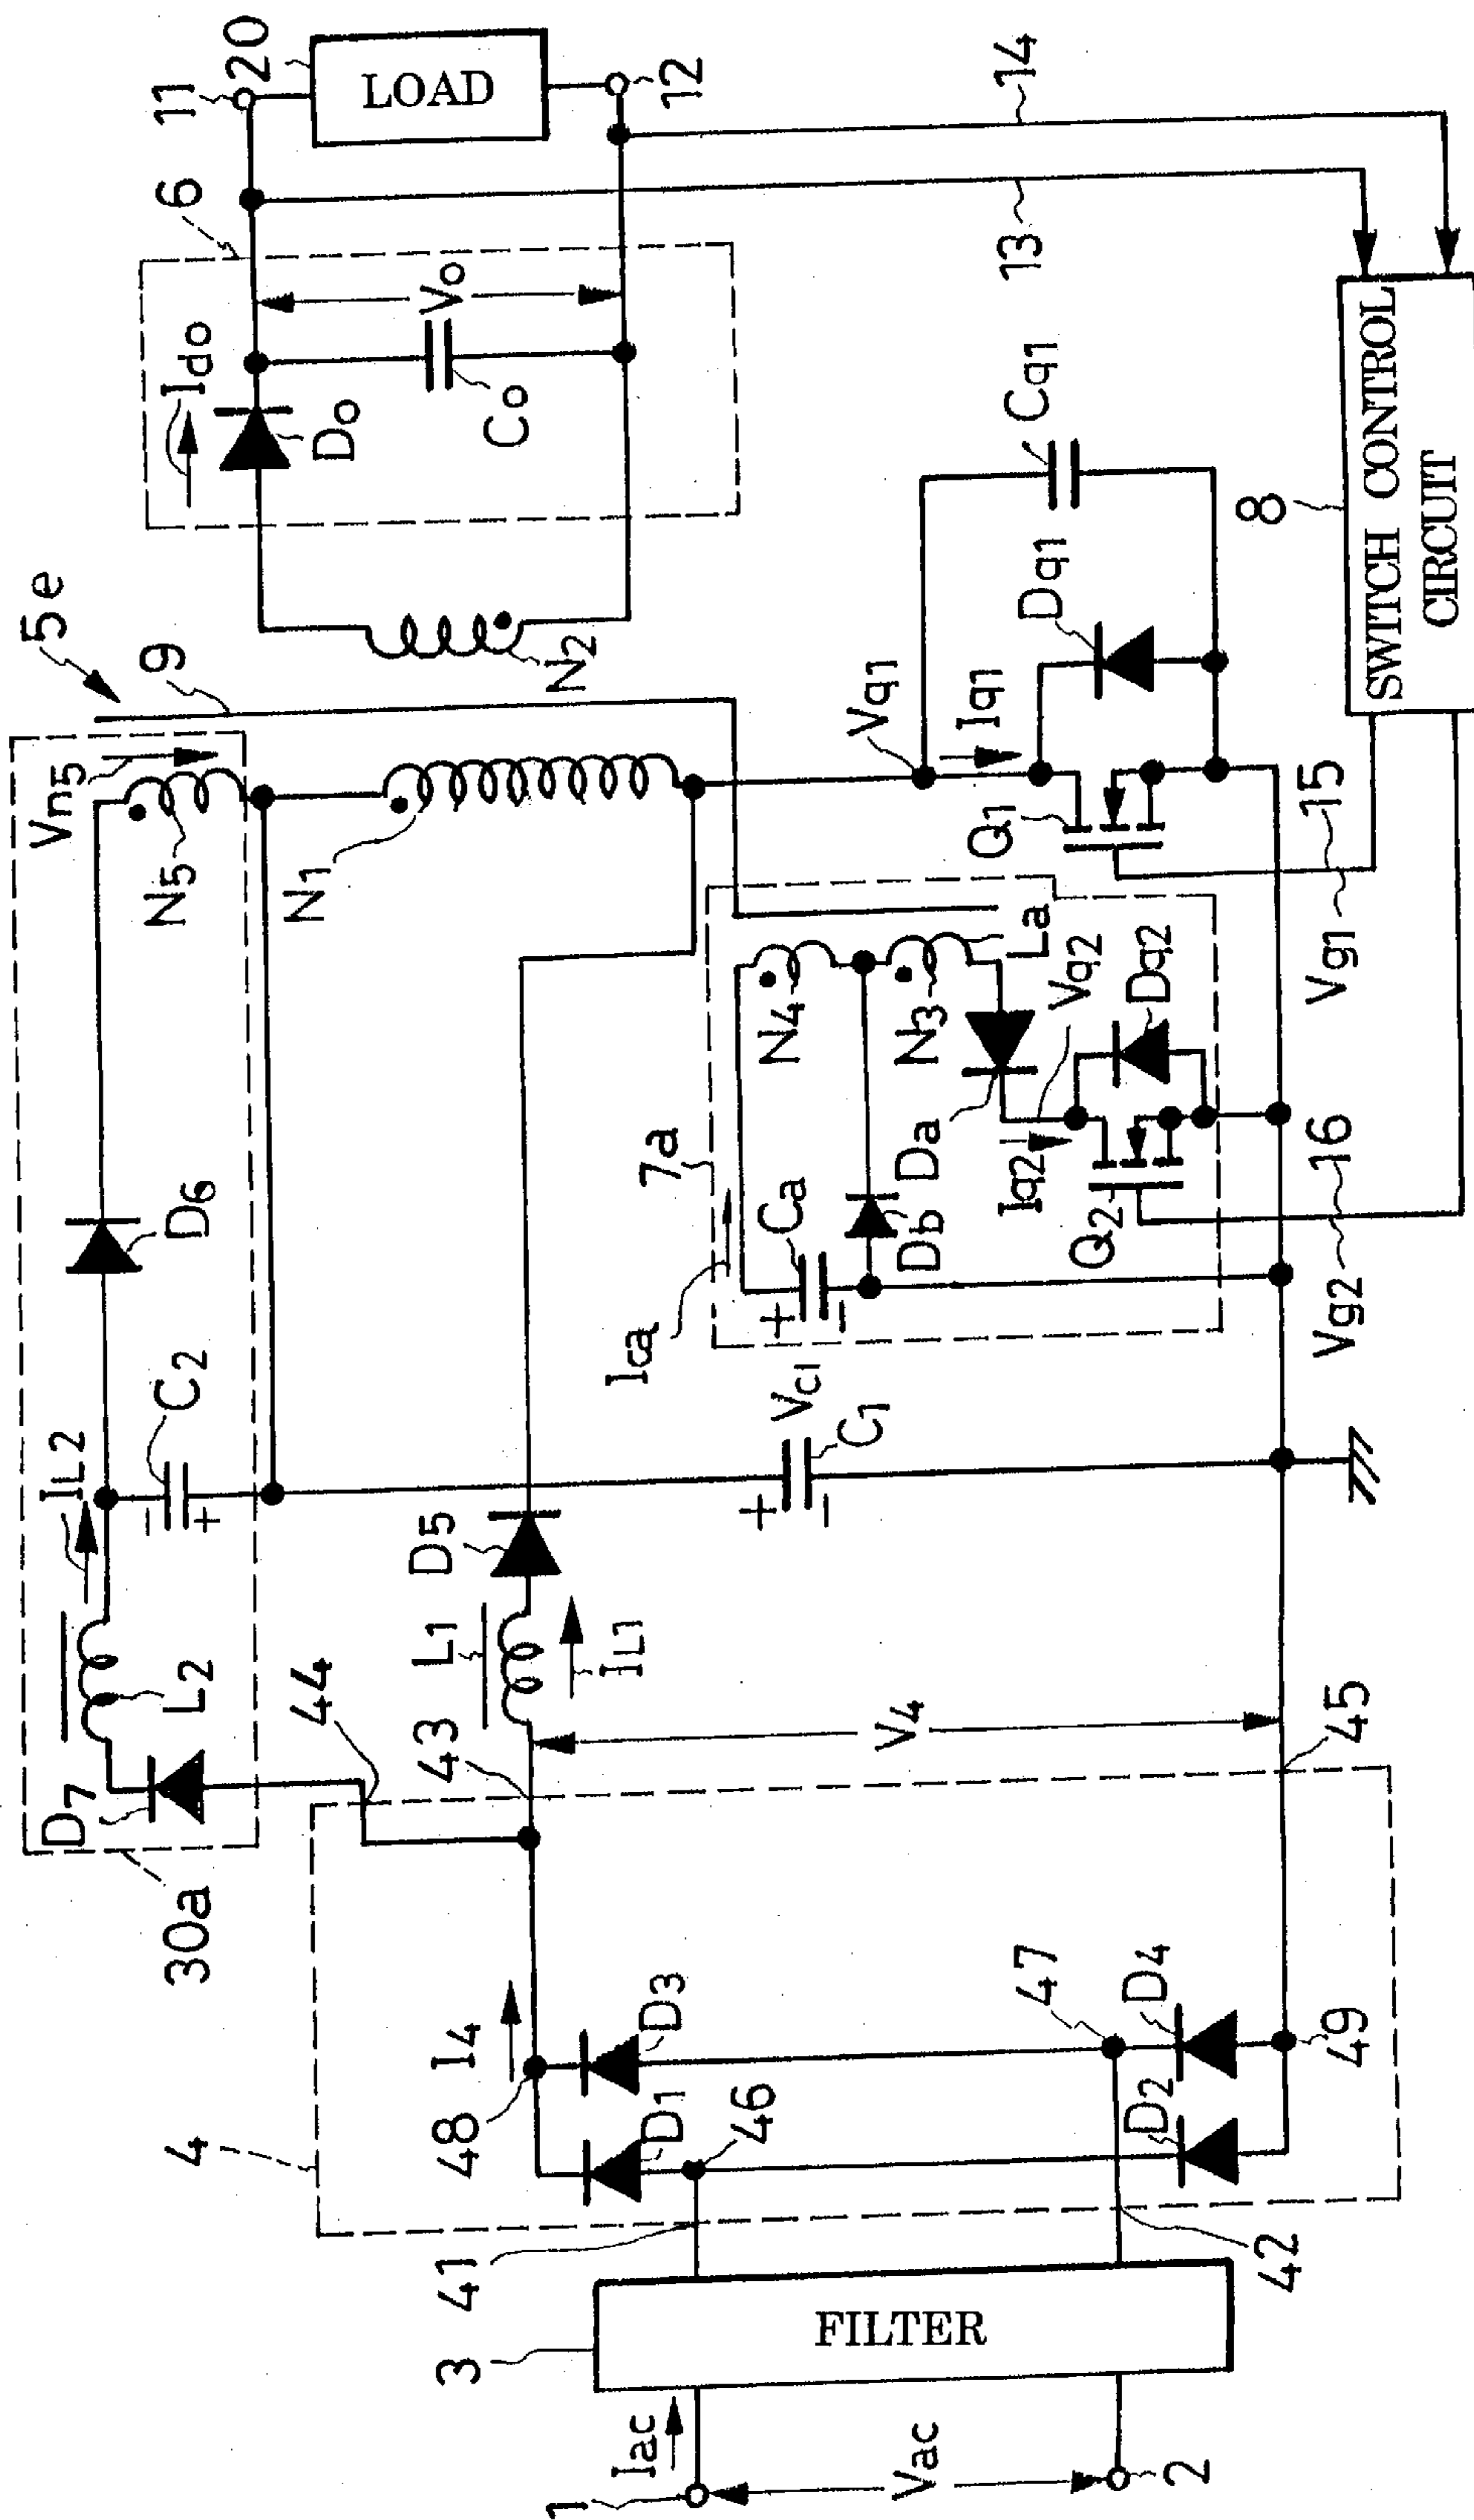 5e
Vn5
9
N5
D7
L2
IL2
C2
D6
30a
44
N1
N2
Ido
Do
Co
Vo
6
11
20
LOAD
12
13
14
4
48
I4
D3
D1
46
47
D4
D2
49
43
L1
IL1
D5
V4
45
Vc1
+
−
C1
+
−
C2
7a
Ica
Ca
+
−
N4
N3
La
Db
Da
Iq2
Vq2
Dq2
Q2
Vq1
Iq1
Q1
Dq1
Cq1
Vg1
15
Vg2
16
8
SWITCH CONTROL
CIRCUIT
1
Iac
Vac
2
3
FILTER
41
42